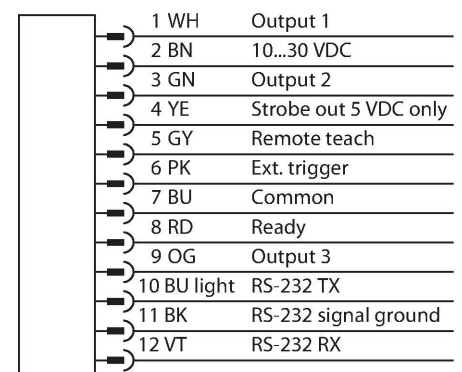 1 WH Output 1
2 BN 10...30 VDC
3 GN Output 2
4 YE Strobe out 5 VDC only
5 GY Remote teach
6 PK Ext. trigger
7 BU Common
8 RD Ready
9 OG Output 3
10 BU light RS-232 TX
11 BK RS-232 signal ground
12 VT RS-232 RX